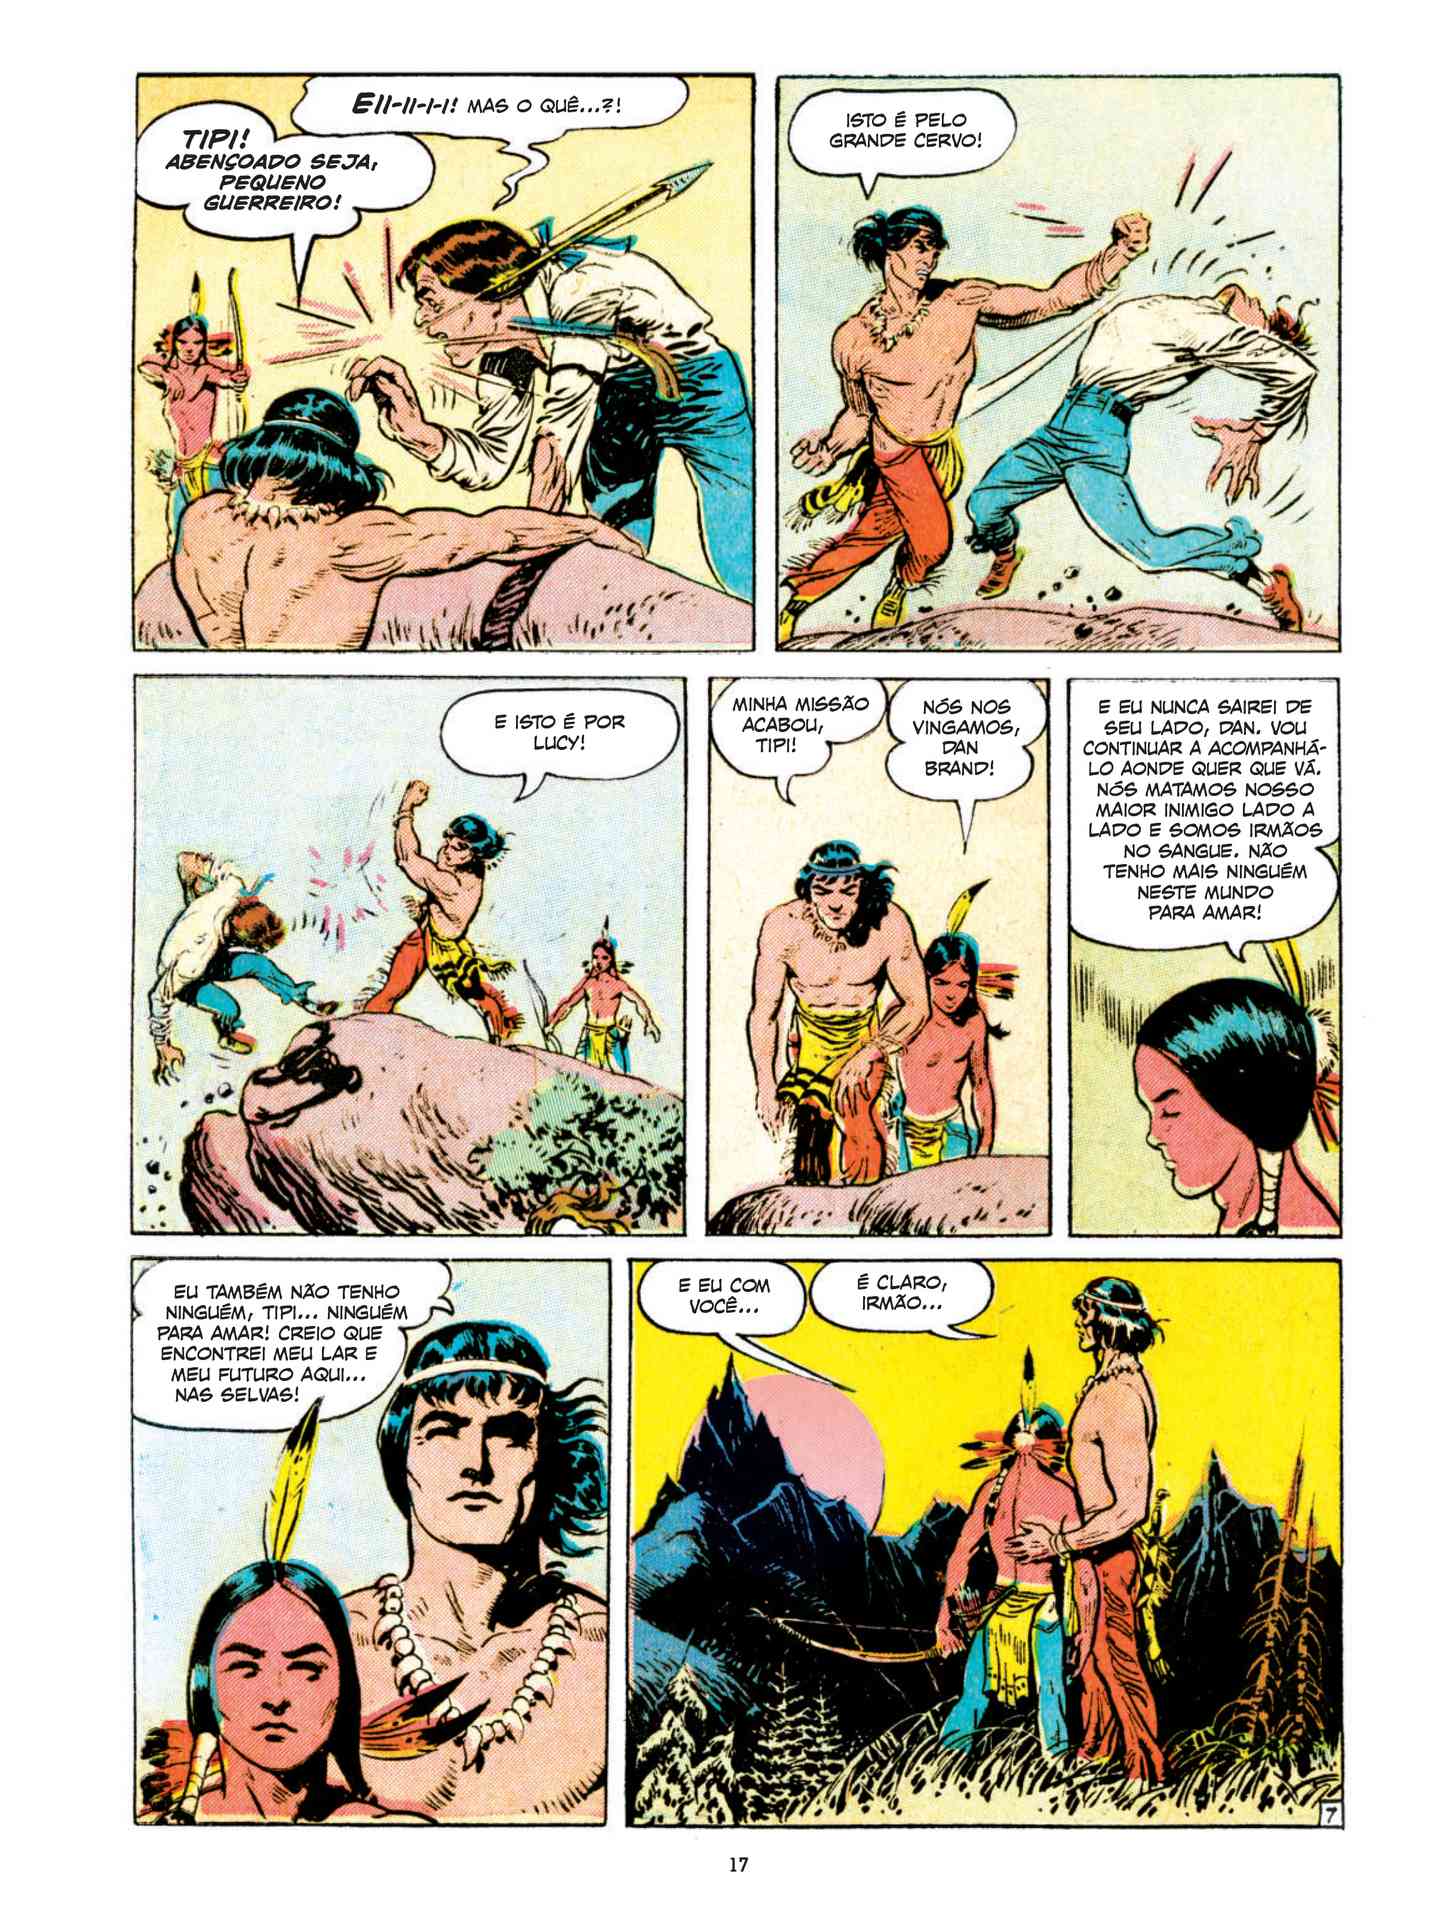 EII-II-I-I! MAS O QUÊ...?!
TIPI!
ABENÇOADO SEJA,
PEQUENO
GUERREIRO!
ISTO É PELO
GRANDE CERVO!
E ISTO É POR
LUCY!
MINHA MISSÃO
ACABOU,
TIPI!
NÓS NOS
VINGAMOS,
DAN
BRAND!
E EU NUNCA SAIREI DE
SEU LADO, DAN. VOU
CONTINUAR A ACOMPANHÁ-
LO AONDE QUER QUE VÁ.
NÓS MATAMOS NOSSO
MAIOR INIMIGO LADO A
LADO E SOMOS IRMÃOS
NO SANGUE. NÃO
TENHO MAIS NINGUÉM
NESTE MUNDO
PARA AMAR!
EU TAMBÉM NÃO TENHO
NINGUÉM, TIPI... NINGUÉM
PARA AMAR! CREIO QUE
ENCONTREI MEU LAR E
MEU FUTURO AQUI...
NAS SELVAS!
E EU COM
VOCÊ...
É CLARO,
IRMÃO...
7
17